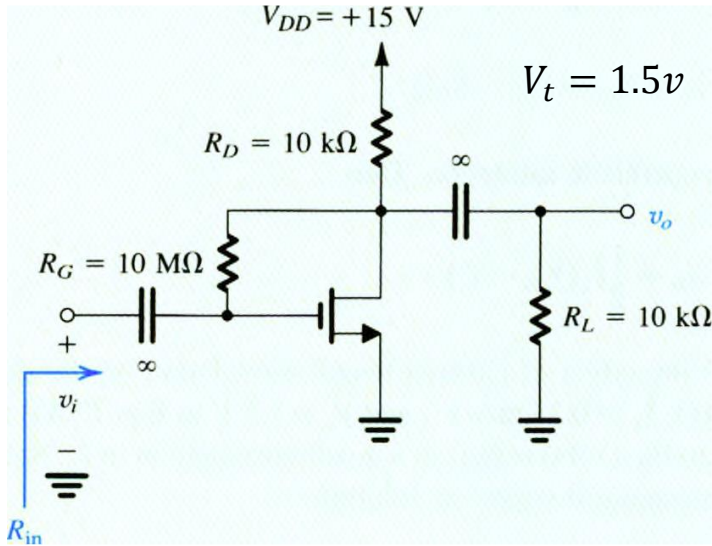 V_DD = +15 V
V_t = 1.5v
R_D = 10 kΩ
∞
v_o
R_G = 10 MΩ
R_L = 10 kΩ
+
∞
v_i
−
R_in